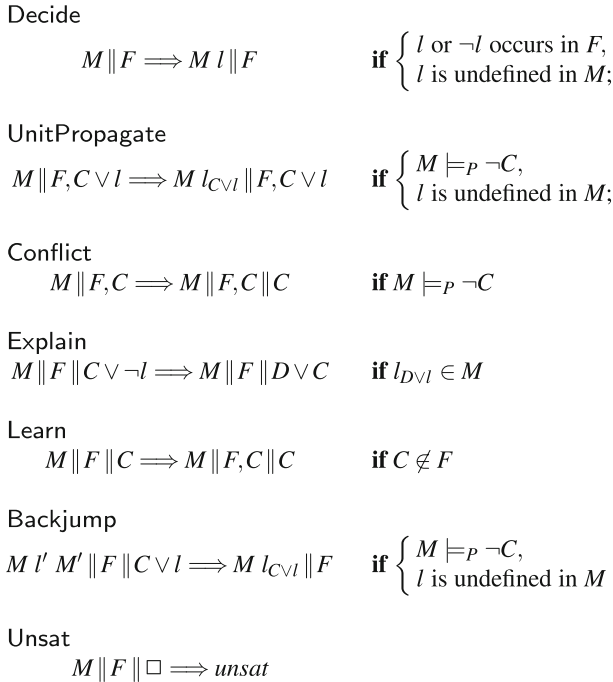 Decide
M ∥ F ⟹ M l ∥ F if { l or ¬l occurs in F,
l is undefined in M;
UnitPropagate
M ∥ F, C ∨ l ⟹ M l_{C∨l} ∥ F, C ∨ l if { M ⊨_P ¬C,
l is undefined in M;
Conflict
M ∥ F, C ⟹ M ∥ F, C ∥ C if M ⊨_P ¬C
Explain
M ∥ F ∥ C ∨ ¬l ⟹ M ∥ F ∥ D ∨ C if l_{D∨l} ∈ M
Learn
M ∥ F ∥ C ⟹ M ∥ F, C ∥ C if C ∉ F
Backjump
M l′ M′ ∥ F ∥ C ∨ l ⟹ M l_{C∨l} ∥ F if { M ⊨_P ¬C,
l is undefined in M
Unsat
M ∥ F ∥ □ ⟹ unsat